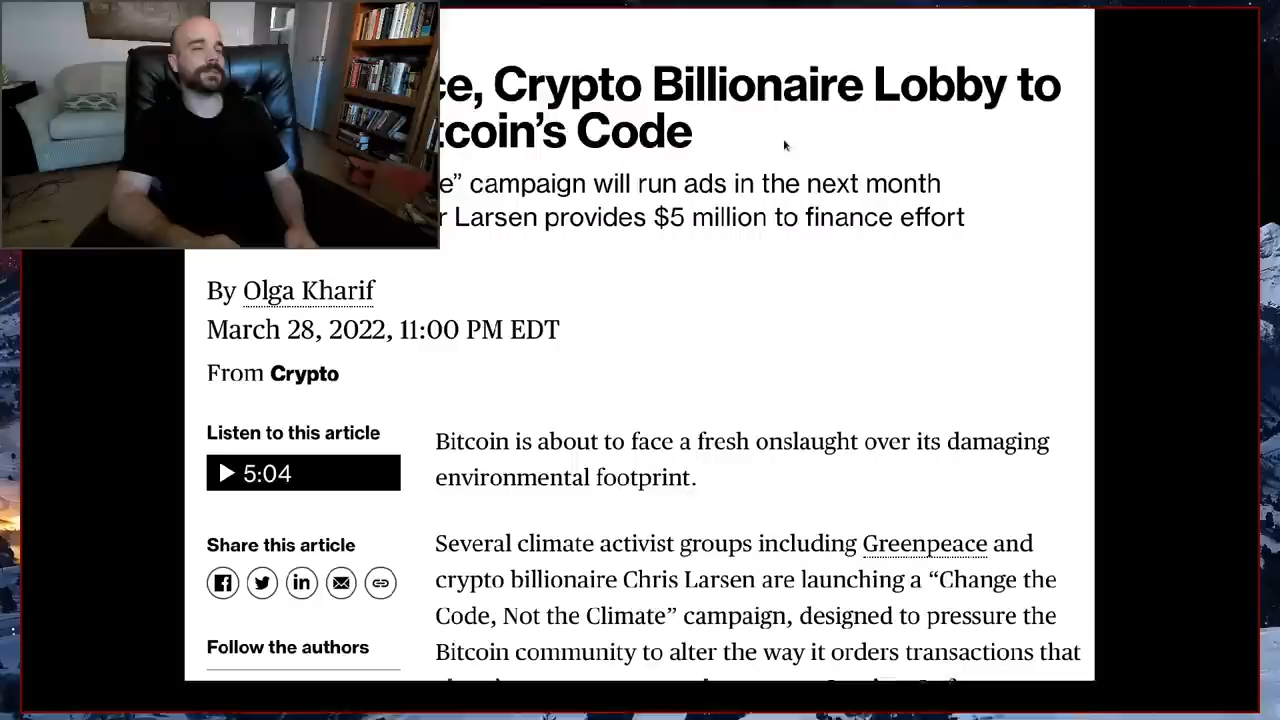 ce, Crypto Billionaire Lobby to
tcoin's Code
e” campaign will run ads in the next month
r Larsen provides $5 million to finance effort
By Olga Kharif
March 28, 2022, 11:00 PM EDT
From Crypto
Listen to this article
5:04
Share this article
Follow the authors
Bitcoin is about to face a fresh onslaught over its damaging
environmental footprint.
Several climate activist groups including Greenpeace and
crypto billionaire Chris Larsen are launching a “Change the
Code, Not the Climate” campaign, designed to pressure the
Bitcoin community to alter the way it orders transactions that